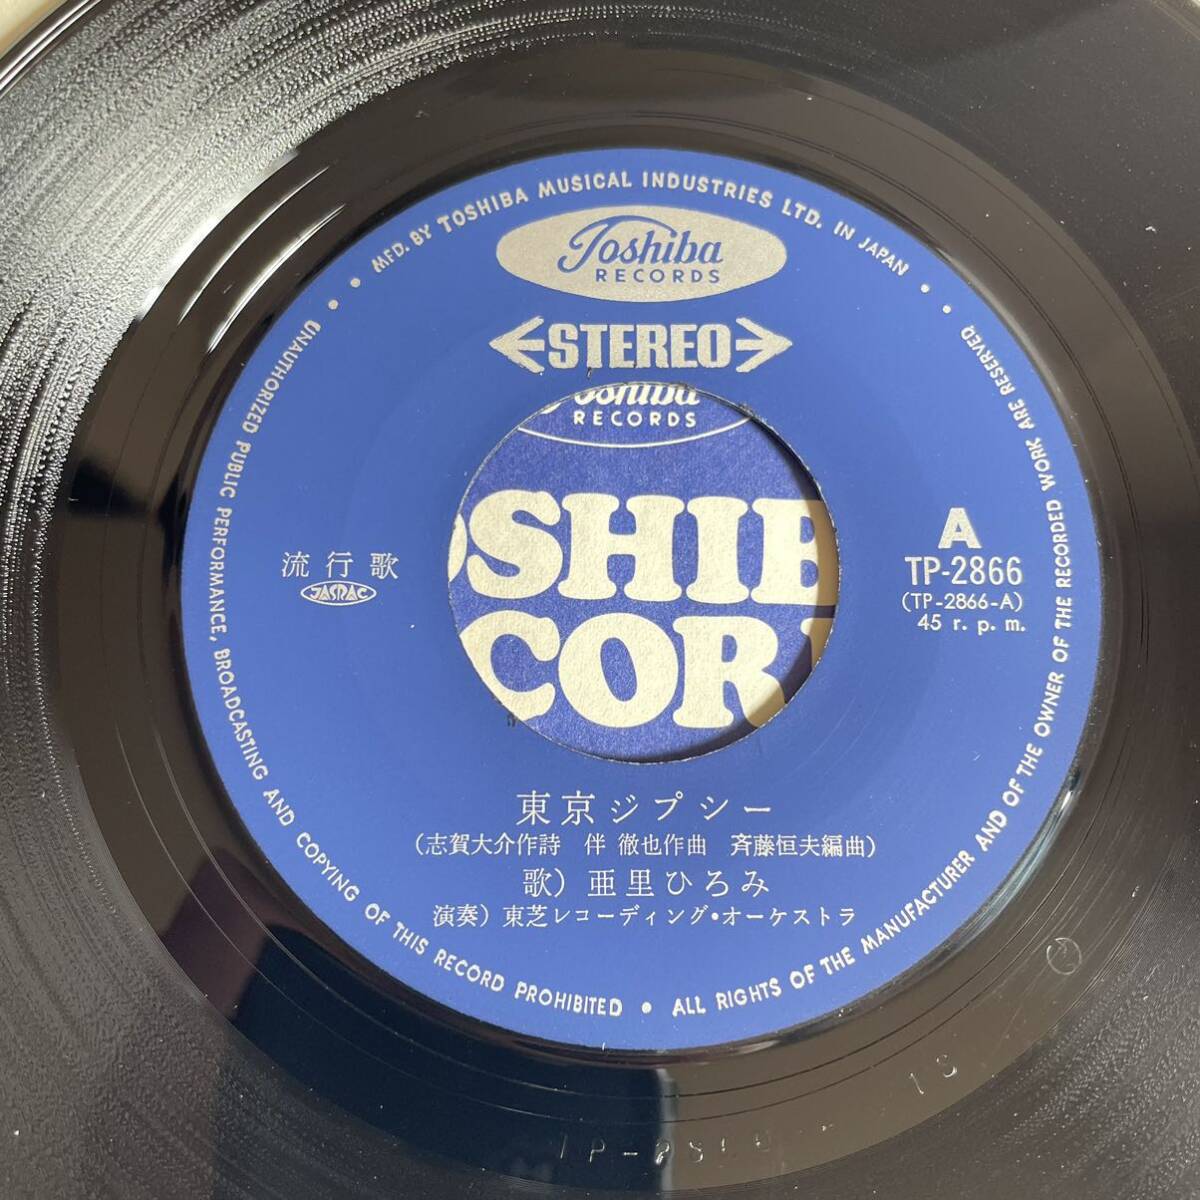 MFD. BY TOSHIBA MUSICAL INDUSTRIES LTD. IN JAPAN
Toshiba
RECORDS
STEREO
RECORDS
OSHIB
COR
流行歌
JASRAC
A
TP-2866
(TP-2866-A)
45 r. p. m.
東京ジプシー
(志賀大介作詩 伴 徹也作曲 斉藤恒夫編曲)
歌) 亜里ひろみ
演奏) 東芝レコーディング・オーケストラ
UNAUTHORIZED PUBLIC PERFORMANCE, BROADCASTING AND COPYING OF THIS RECORD PROHIBITED • ALL RIGHTS OF THE MANUFACTURER AND OF THE OWNER OF THE RECORDED WORK ARE RESERVED
1S